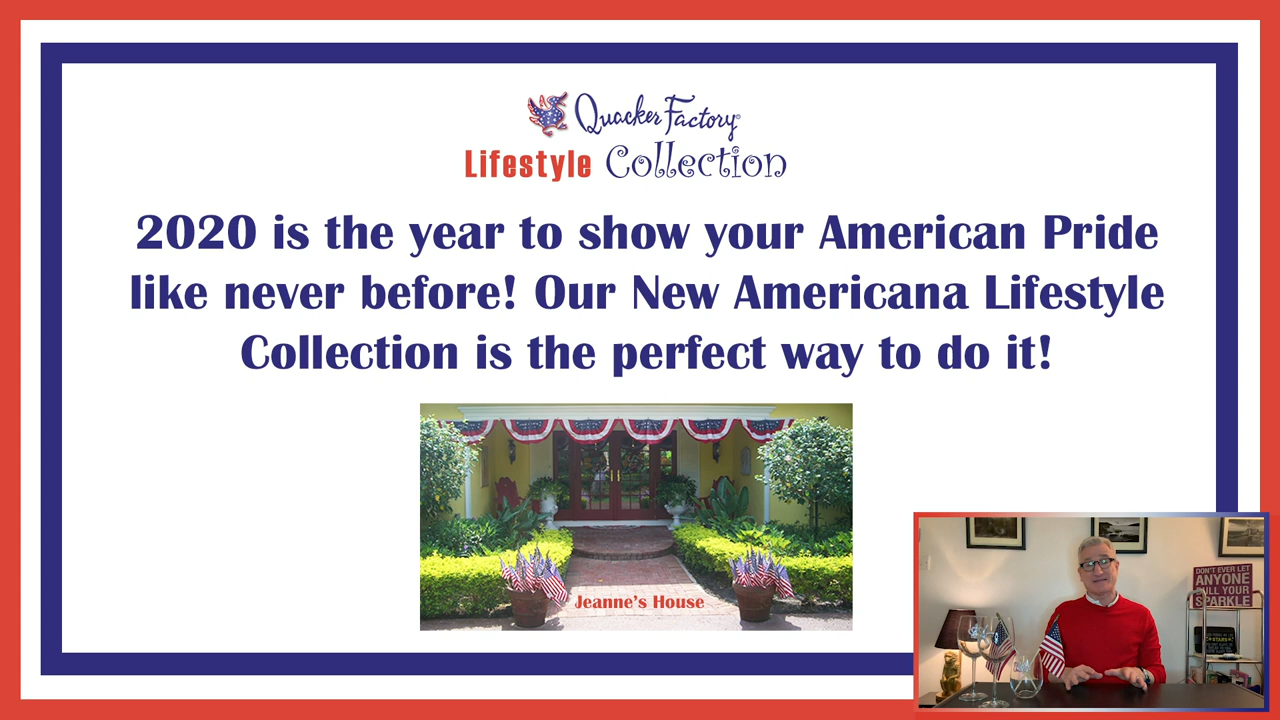 Quacker Factory
Lifestyle Collection
2020 is the year to show your American Pride
like never before! Our New Americana Lifestyle
Collection is the perfect way to do it!
Jeanne's House
DON'T EVER LET
ANYONE
DULL YOUR
SPARKLE
STARS